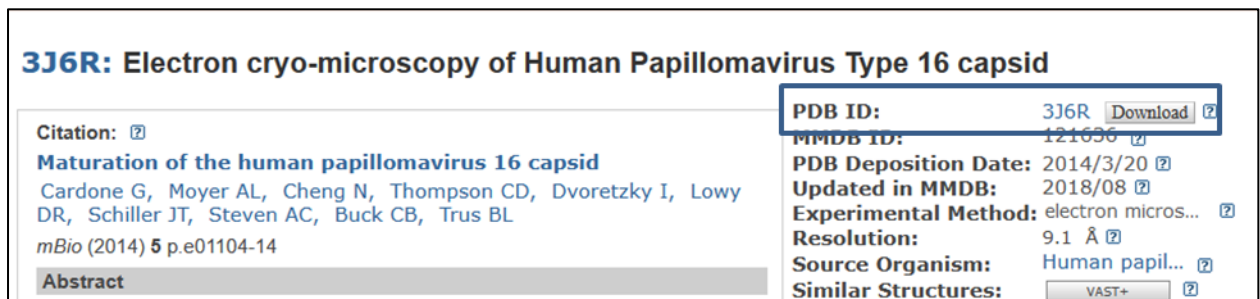 3J6R: Electron cryo-microscopy of Human Papillomavirus Type 16 capsid
Citation:
Maturation of the human papillomavirus 16 capsid
Cardone G, Moyer AL, Cheng N, Thompson CD, Dvoretzky I, Lowy
DR, Schiller JT, Steven AC, Buck CB, Trus BL
mBio (2014) 5 p.e01104-14
Abstract
PDB ID: 3J6R Download
MMDB ID: 121636
PDB Deposition Date: 2014/3/20
Updated in MMDB: 2018/08
Experimental Method: electron micros...
Resolution: 9.1 Å
Source Organism: Human papil...
Similar Structures: VAST+